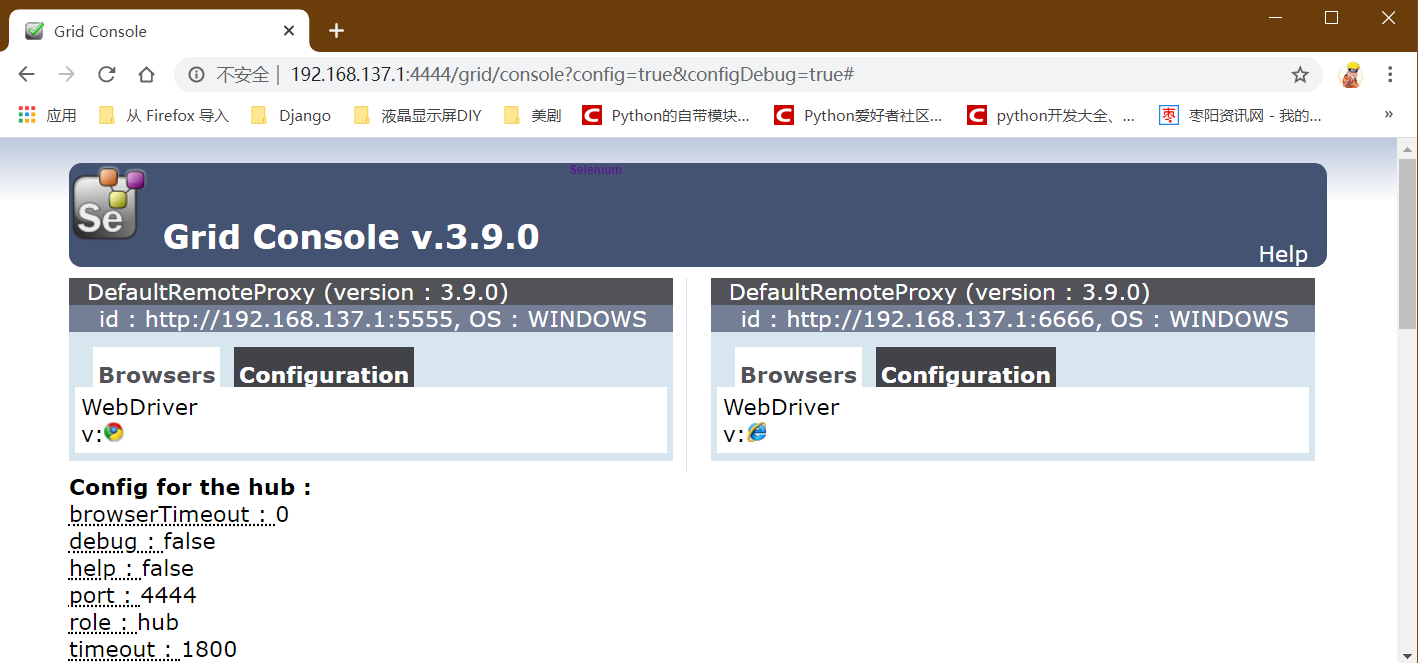 Grid Console
不安全 | 192.168.137.1:4444/grid/console?config=true&configDebug=true#
应用 从 Firefox 导入 Django 液晶显示屏DIY 美剧 C Python的自带模块... C Python爱好者社区... C python开发大全、... 枣 枣阳资讯网 - 我的... »
Selenium
Se
Grid Console v.3.9.0
Help
DefaultRemoteProxy (version : 3.9.0)
id : http://192.168.137.1:5555, OS : WINDOWS
Browsers Configuration
WebDriver
v:
DefaultRemoteProxy (version : 3.9.0)
id : http://192.168.137.1:6666, OS : WINDOWS
Browsers Configuration
WebDriver
v:
Config for the hub :
browserTimeout : 0
debug : false
help : false
port : 4444
role : hub
timeout : 1800